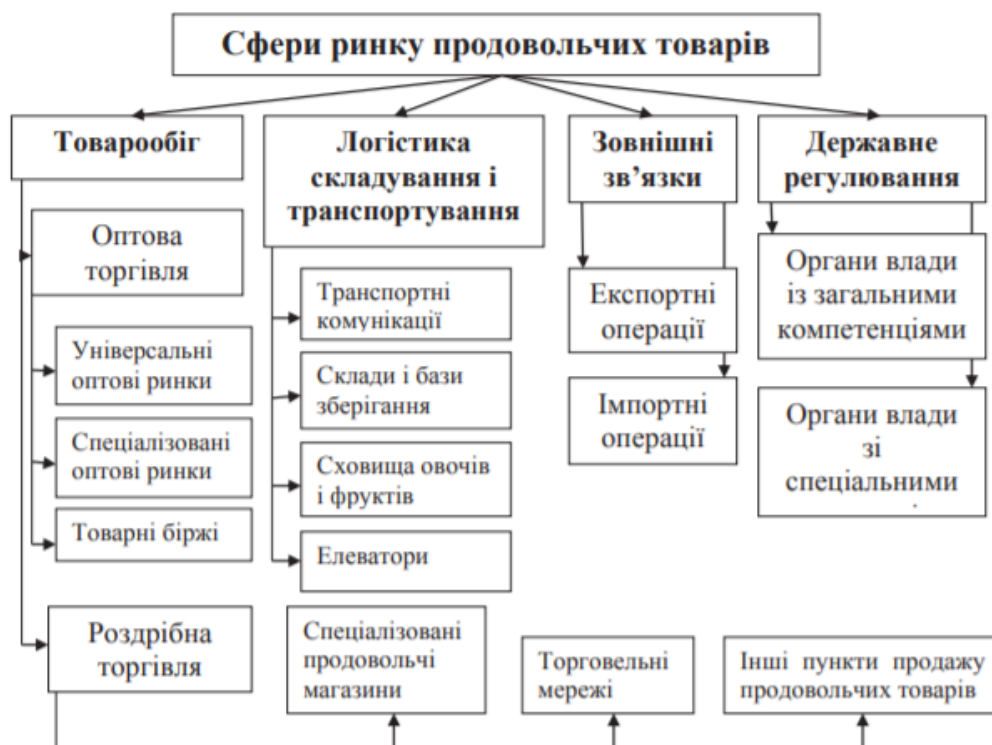 Сфери ринку продовольчих товарів
Товарообіг
Логістика
складування і
транспортування
Зовнішні
зв’язки
Державне
регулювання
Оптова
торгівля
Універсальні
оптові ринки
Спеціалізовані
оптові ринки
Товарні біржі
Транспортні
комунікації
Склади і бази
зберігання
Сховища овочів
і фруктів
Елеватори
Експортні
операції
Імпортні
операції
Органи влади
із загальними
компетенціями
Органи влади
зі
спеціальними
Роздрібна
торгівля
Спеціалізовані
продовольчі
магазини
Торговельні
мережі
Інші пункти продажу
продовольчих товарів